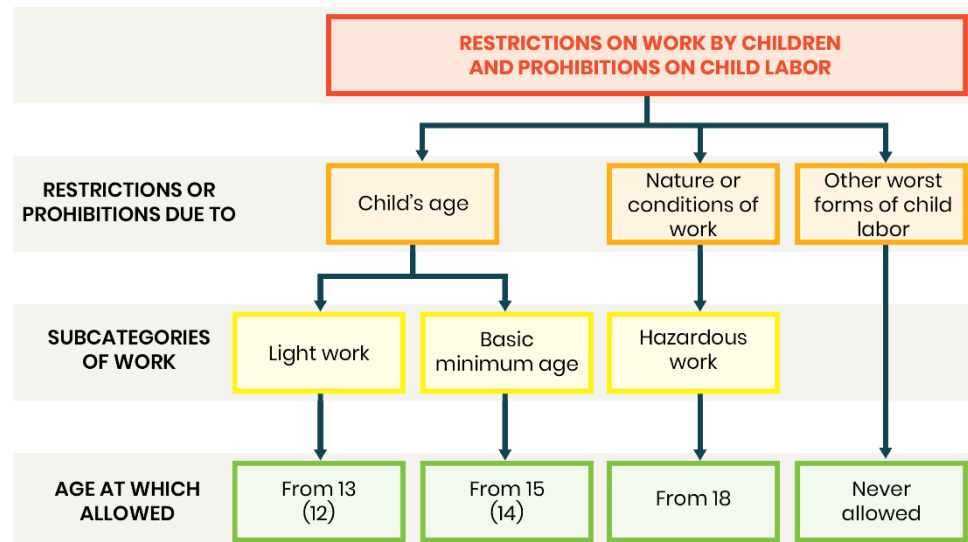 RESTRICTIONS ON WORK BY CHILDREN
AND PROHIBITIONS ON CHILD LABOR
RESTRICTIONS OR
PROHIBITIONS DUE TO
Child’s age
Nature or
conditions of
work
Other worst
forms of child
labor
SUBCATEGORIES
OF WORK
Light work
Basic
minimum age
Hazardous
work
AGE AT WHICH
ALLOWED
From 13
(12)
From 15
(14)
From 18
Never
allowed